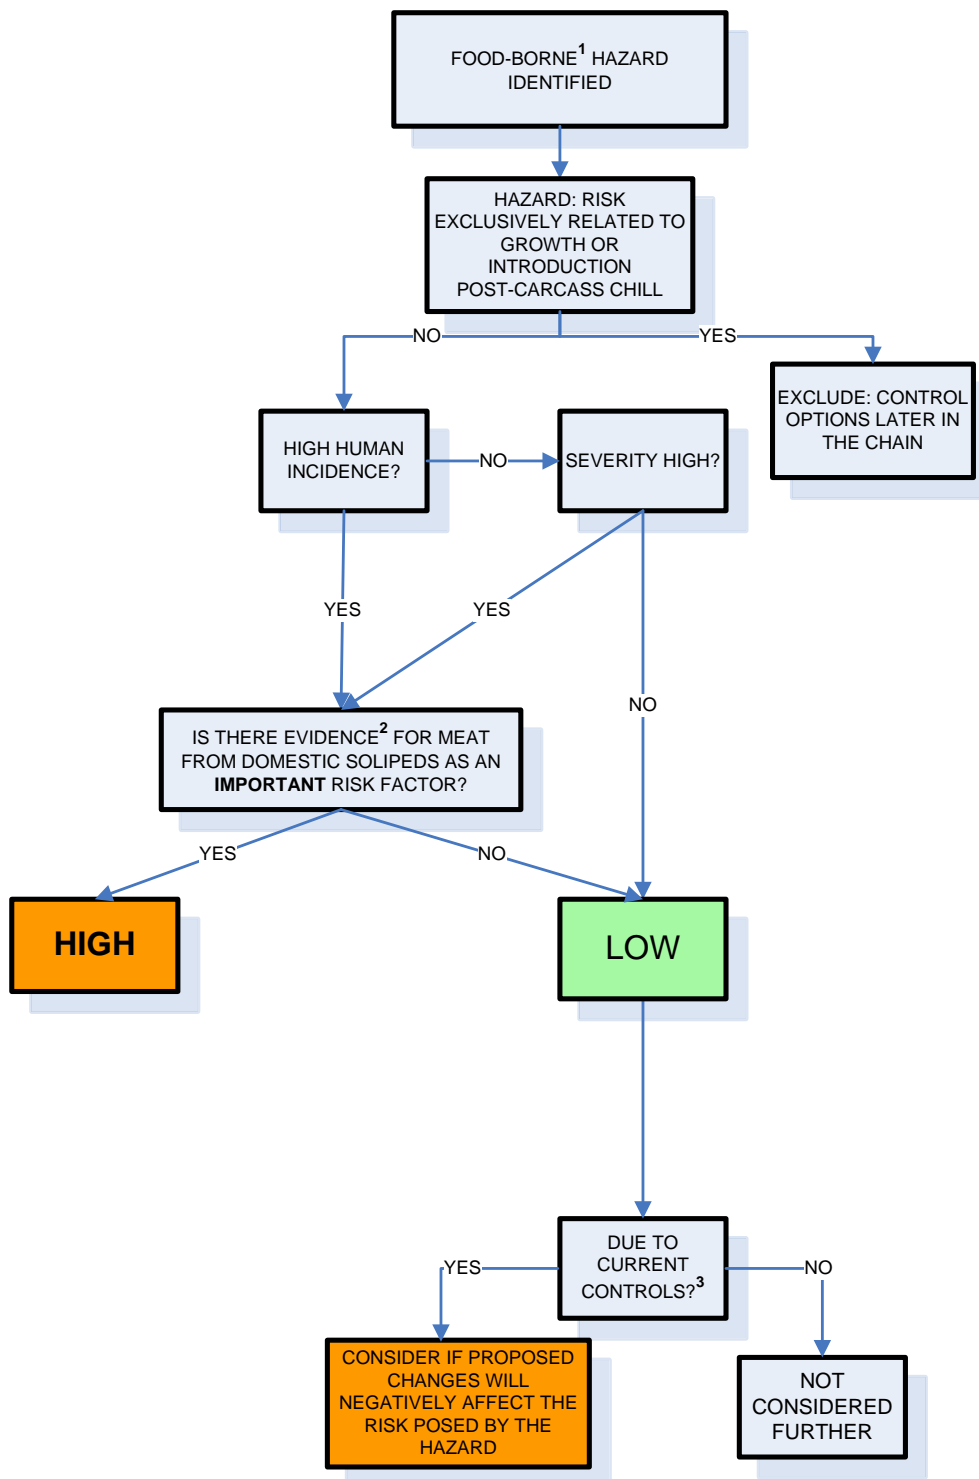 FOOD-BORNE¹ HAZARD
IDENTIFIED
HAZARD: RISK
EXCLUSIVELY RELATED TO
GROWTH OR
INTRODUCTION
POST-CARCASS CHILL
NO
YES
EXCLUDE: CONTROL
OPTIONS LATER IN
THE CHAIN
HIGH HUMAN
INCIDENCE?
NO
SEVERITY HIGH?
YES
YES
NO
IS THERE EVIDENCE² FOR MEAT
FROM DOMESTIC SOLIPEDS AS AN
IMPORTANT RISK FACTOR?
YES
NO
HIGH
LOW
DUE TO
CURRENT
CONTROLS?³
YES
NO
CONSIDER IF PROPOSED
CHANGES WILL
NEGATIVELY AFFECT THE
RISK POSED BY THE
HAZARD
NOT
CONSIDERED
FURTHER